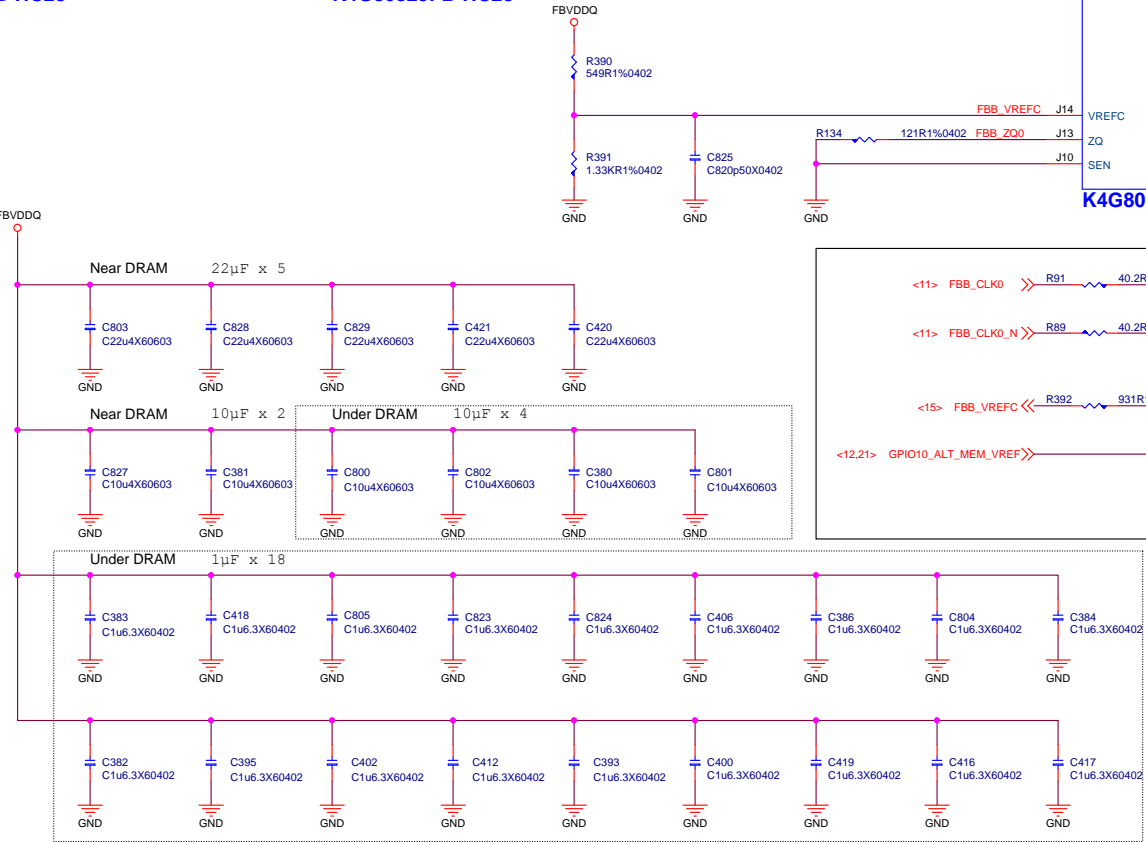 FBVDDQ
R390
549R1%0402
FBB_VREFC J14 VREFC
R134 121R1%0402 FBB_ZQ0 J13 ZQ
R391
1.33KR1%0402
C825
C820p50X0402
J10 SEN
GND GND GND
K4G80
FBVDDQ
Near DRAM 22µF x 5
<11> FBB_CLK0 R91 40.2R
C803 C828 C829 C421 C420
C22u4X60603 C22u4X60603 C22u4X60603 C22u4X60603 C22u4X60603
<11> FBB_CLK0_N R89 40.2R
GND GND GND GND GND
<15> FBB_VREFC R392 931R1
Near DRAM 10µF x 2 Under DRAM 10µF x 4
<12,21> GPIO10_ALT_MEM_VREF
C827 C381 C800 C802 C380 C801
C10u4X60603 C10u4X60603 C10u4X60603 C10u4X60603 C10u4X60603 C10u4X60603
GND GND GND GND GND GND
Under DRAM 1µF x 18
C383 C418 C805 C823 C824 C406 C386 C804 C384
C1u6.3X60402 C1u6.3X60402 C1u6.3X60402 C1u6.3X60402 C1u6.3X60402 C1u6.3X60402 C1u6.3X60402 C1u6.3X60402 C1u6.3X60402
GND GND GND GND GND GND GND GND GND
C382 C395 C402 C412 C393 C400 C419 C416 C417
C1u6.3X60402 C1u6.3X60402 C1u6.3X60402 C1u6.3X60402 C1u6.3X60402 C1u6.3X60402 C1u6.3X60402 C1u6.3X60402 C1u6.3X60402
GND GND GND GND GND GND GND GND GND